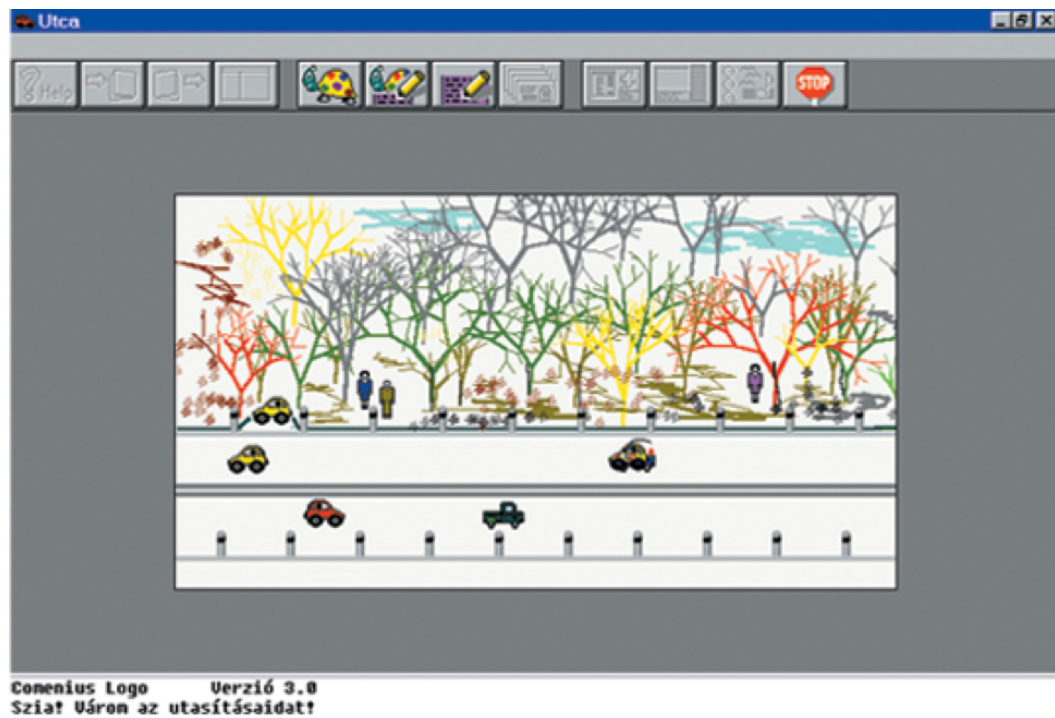 Utca
Help
STOP
Comenius Logo Verzió 3.0
Szia! Várom az utasításaidat!